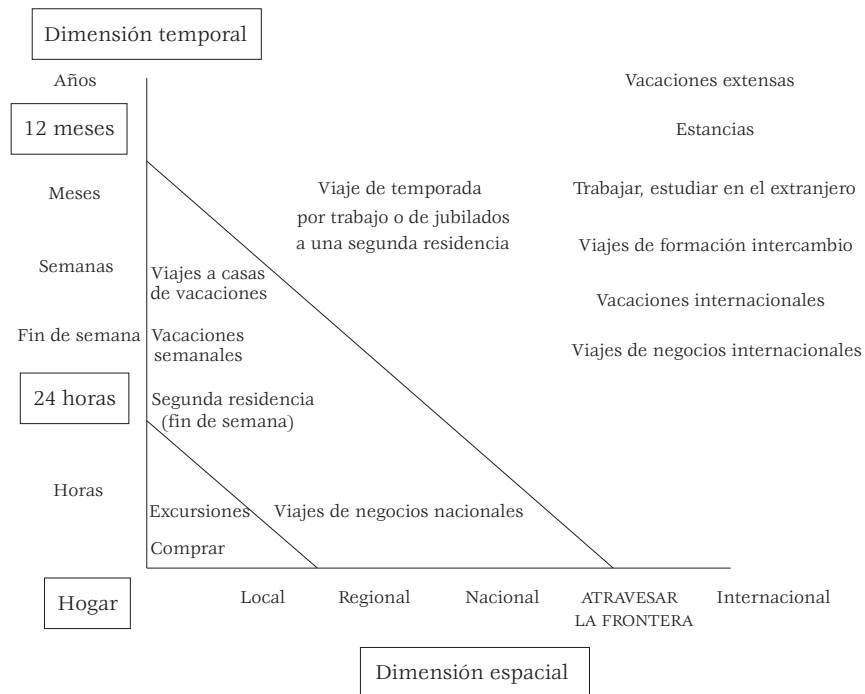 Dimensión temporal
Años
Vacaciones extensas
12 meses
Estancias
Meses
Viaje de temporada
por trabajo o de jubilados
a una segunda residencia
Trabajar, estudiar en el extranjero
Viajes de formación intercambio
Semanas
Viajes a casas
de vacaciones
Vacaciones internacionales
Fin de semana
Vacaciones
semanales
Viajes de negocios internacionales
24 horas
Segunda residencia
(fin de semana)
Horas
Excursiones
Viajes de negocios nacionales
Comprar
Hogar
Local
Regional
Nacional
ATRAVESAR
LA FRONTERA
Internacional
Dimensión espacial